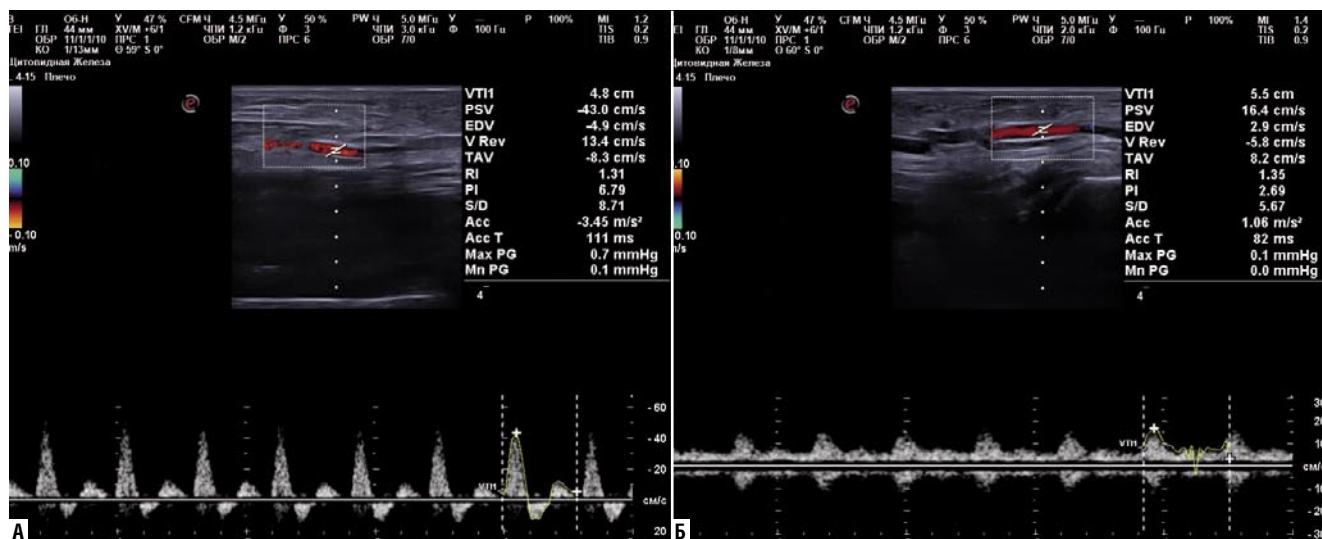 Об-Н У 47 % CFM Ч 4.5 МГц У 50 % PW Ч 5.0 МГц У — P 100% MI 1.2
ГЛ 44 мм XV/M +6/1 ЧПИ 1.2 кГц Ф 3 ЧПИ 3.0 кГц Ф 100 Гц TIS 0.2
ОБР 11/1/1/10 ПРС 1 ОБР M/2 ПРС 6 ОБР 7/0 TIB 0.9
КО 1/13мм Θ 59° S 0°
Щитовидная Железа
4-15 Плечо
VTI1 4.8 cm
PSV -43.0 cm/s
EDV -4.9 cm/s
V Rev 13.4 cm/s
TAV -8.3 cm/s
RI 1.31
PI 6.79
S/D 8.71
Acc -3.45 m/s²
Acc T 111 ms
Max PG 0.7 mmHg
Mn PG 0.1 mmHg
0.10
- 0.10
m/s
4
- 60
- 40
- 20
VTI1
см/с
20
А
Об-Н У 47 % CFM Ч 4.5 МГц У 50 % PW Ч 5.0 МГц У — P 100% MI 1.4
ГЛ 44 мм XV/M +6/1 ЧПИ 1.2 кГц Ф 3 ЧПИ 2.0 кГц Ф 100 Гц TIS 0.2
ОБР 11/1/1/10 ПРС 1 ОБР M/2 ПРС 6 ОБР 7/0 TIB 0.9
КО 1/8мм Θ 60° S 0°
Щитовидная Железа
4-15 Плечо
VTI1 5.5 cm
PSV 16.4 cm/s
EDV 2.9 cm/s
V Rev -5.8 cm/s
TAV 8.2 cm/s
RI 1.35
PI 2.69
S/D 5.67
Acc 1.06 m/s²
Acc T 82 ms
Max PG 0.1 mmHg
Mn PG 0.0 mmHg
0.10
0.10
m/s
4
30
20
10
VTI1
см/с
-10
- 20
- 30
Б